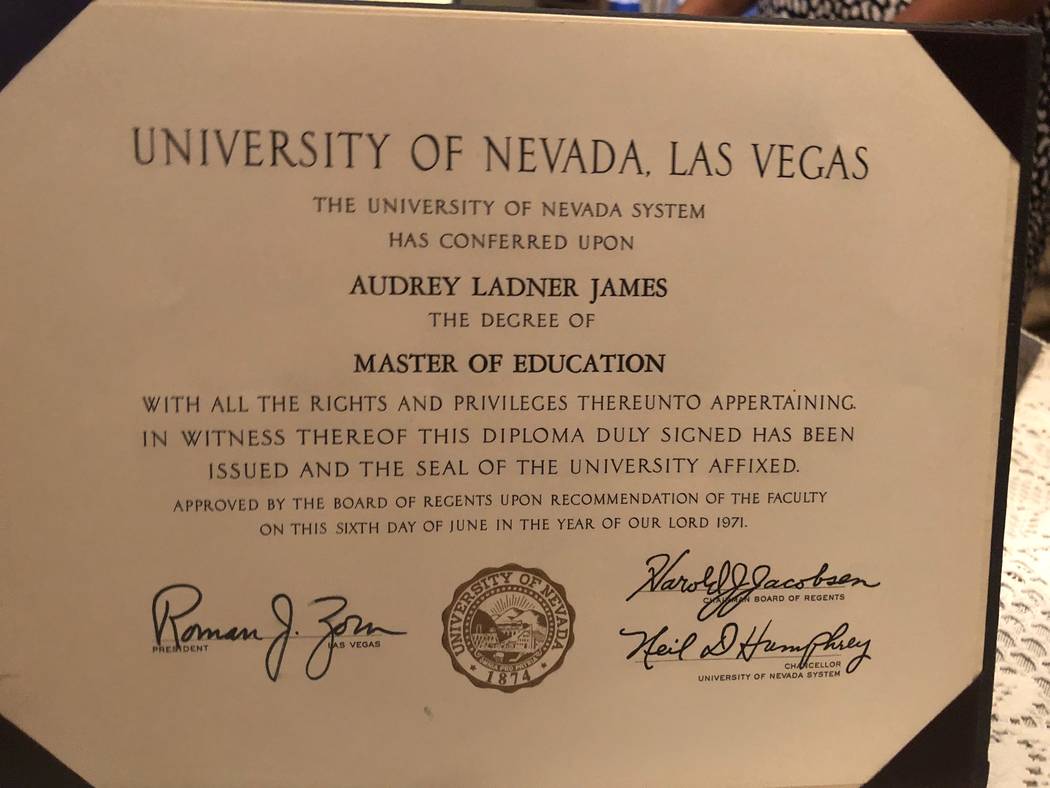 UNIVERSITY OF NEVADA, LAS VEGAS
THE UNIVERSITY OF NEVADA SYSTEM
HAS CONFERRED UPON
AUDREY LADNER JAMES
THE DEGREE OF
MASTER OF EDUCATION
WITH ALL THE RIGHTS AND PRIVILEGES THEREUNTO APPERTAINING.
IN WITNESS THEREOF THIS DIPLOMA DULY SIGNED HAS BEEN
ISSUED AND THE SEAL OF THE UNIVERSITY AFFIXED.
APPROVED BY THE BOARD OF REGENTS UPON RECOMMENDATION OF THE FACULTY
ON THIS SIXTH DAY OF JUNE IN THE YEAR OF OUR LORD 1971.
Roman J. Zorn
PRESIDENT LAS VEGAS
UNIVERSITY OF NEVADA
OMNIA PRO PATRIA
1874
Harold J Jacobsen
CHAIRMAN BOARD OF REGENTS
Neil D Humphrey
CHANCELLOR
UNIVERSITY OF NEVADA SYSTEM